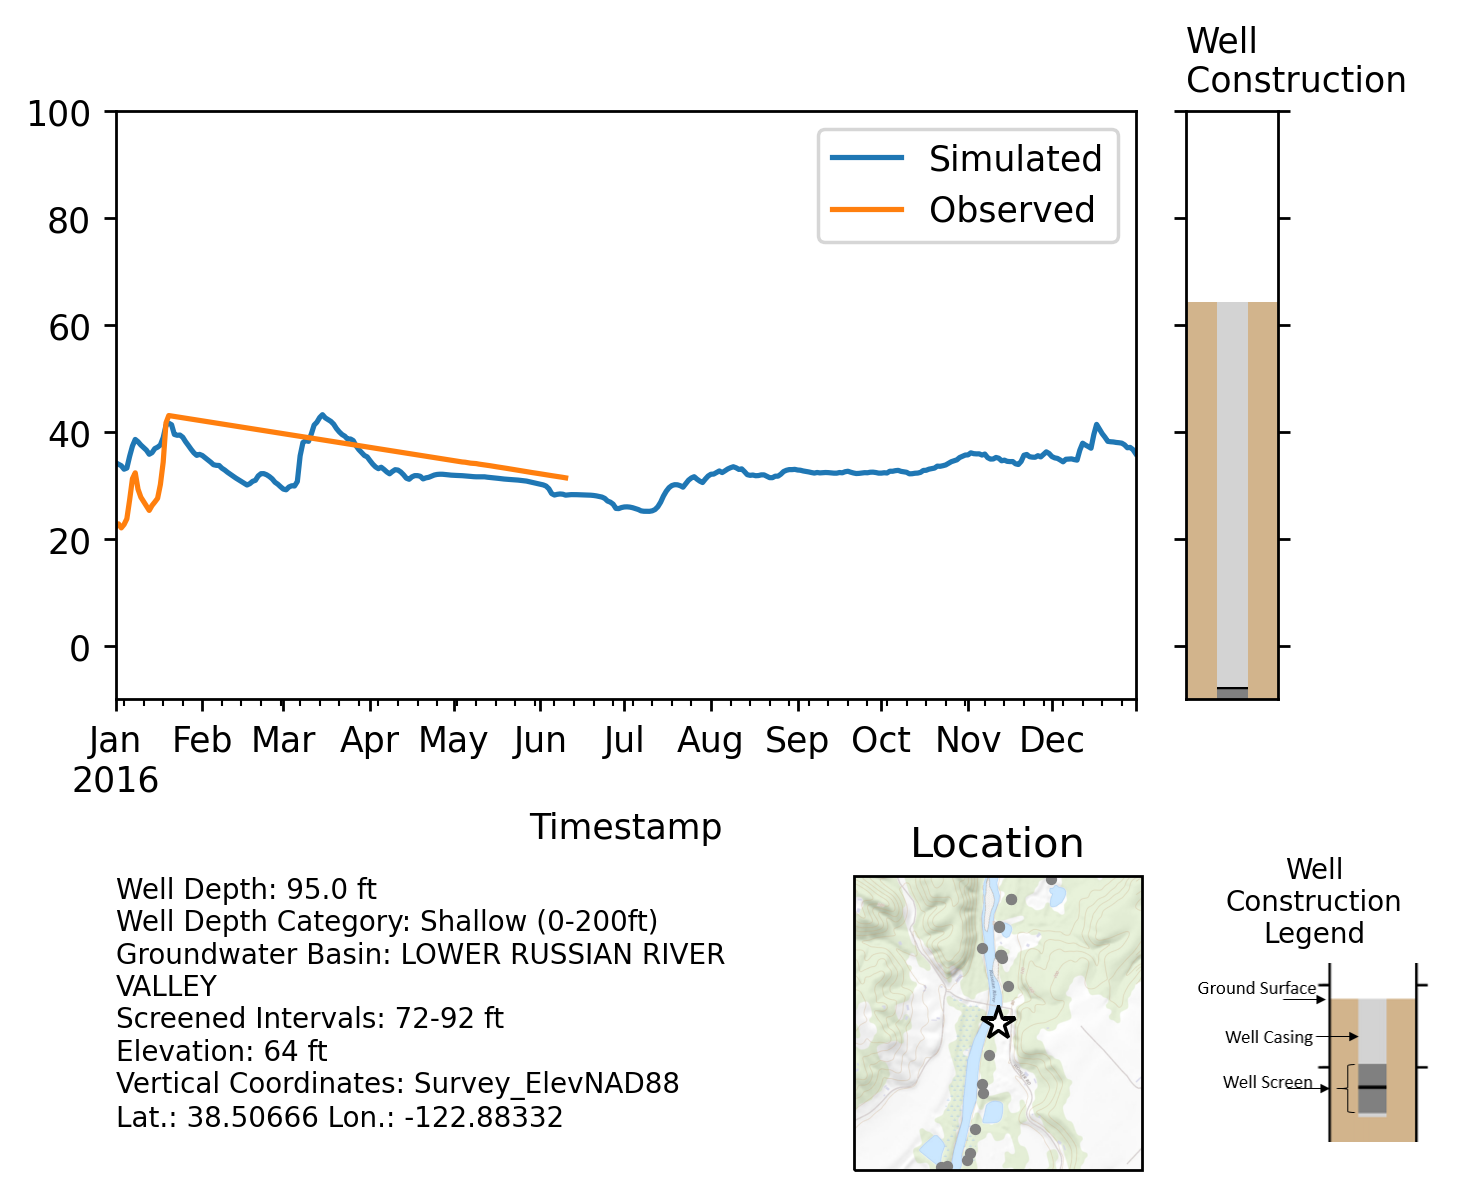 Well
Construction
100
80
60
40
20
0
Simulated
Observed
Jan Feb Mar Apr May Jun Jul Aug Sep Oct Nov Dec
2016
Timestamp
Well Depth: 95.0 ft
Well Depth Category: Shallow (0-200ft)
Groundwater Basin: LOWER RUSSIAN RIVER
VALLEY
Screened Intervals: 72-92 ft
Elevation: 64 ft
Vertical Coordinates: Survey_ElevNAD88
Lat.: 38.50666 Lon.: -122.88332
Location
Well
Construction
Legend
Ground Surface
Well Casing
Well Screen